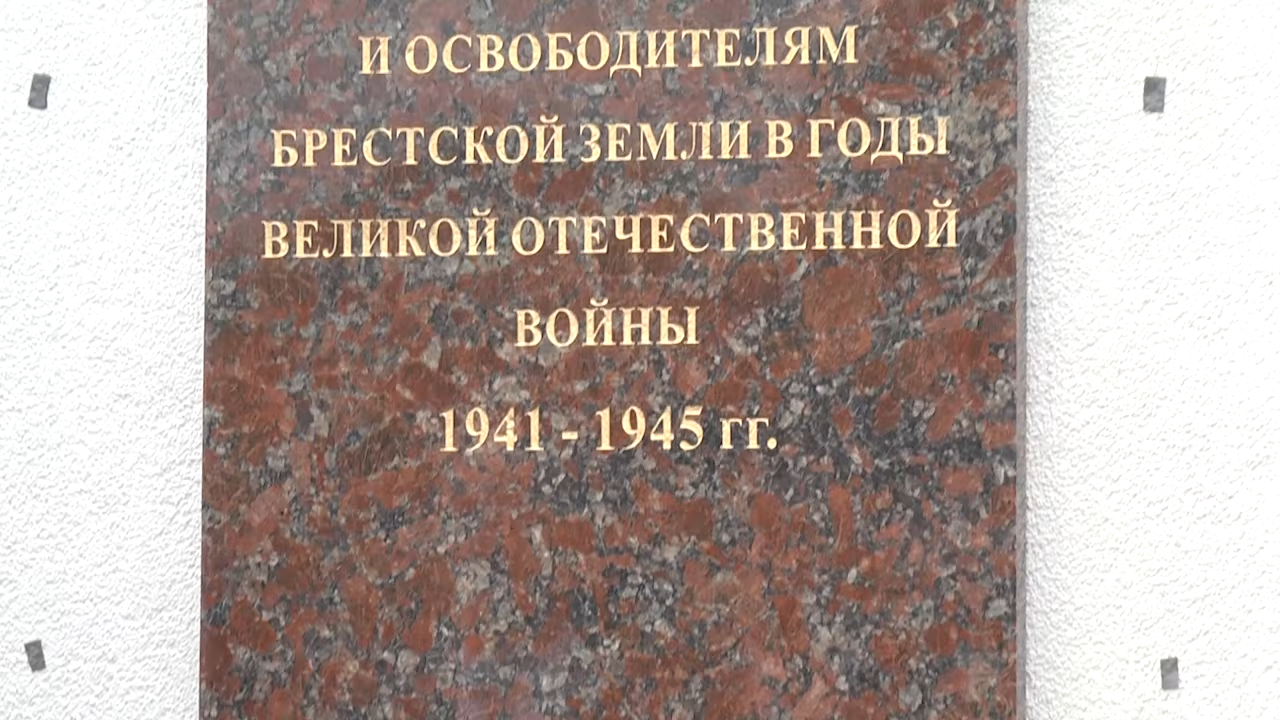 И ОСВОБОДИТЕЛЯМ
БРЕСТСКОЙ ЗЕМЛИ В ГОДЫ
ВЕЛИКОЙ ОТЕЧЕСТВЕННОЙ
ВОЙНЫ
1941 - 1945 гг.